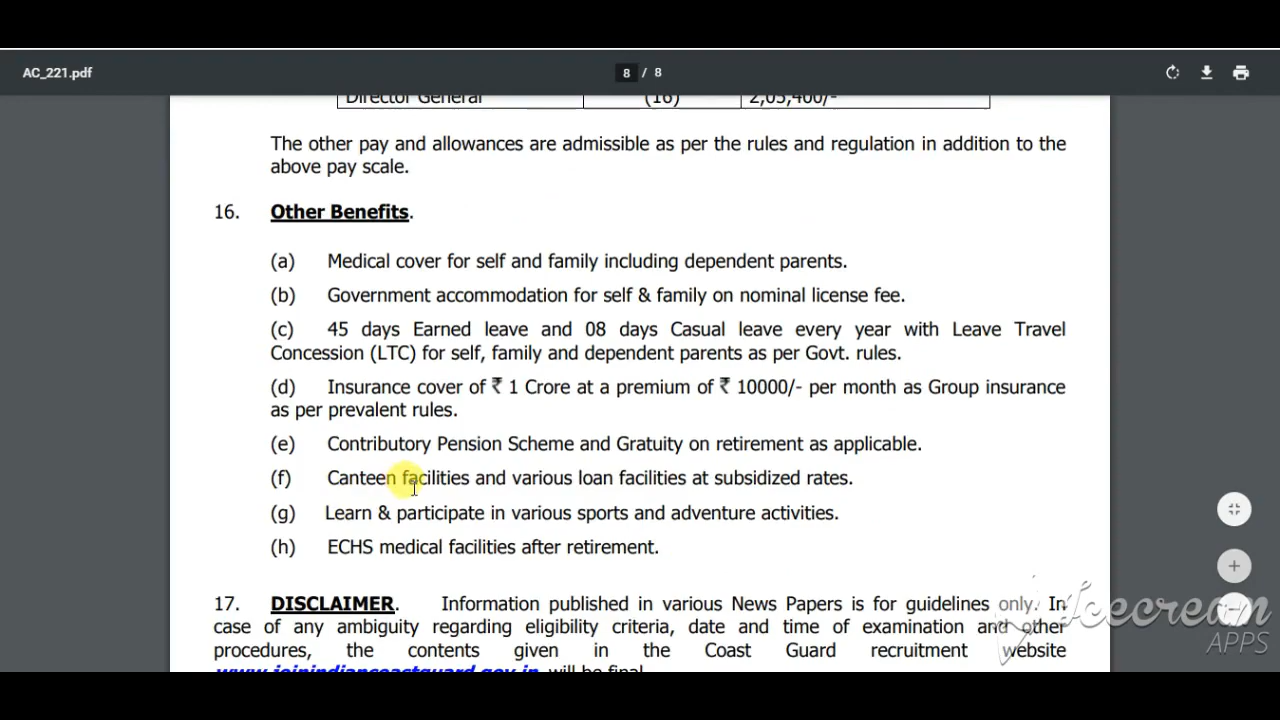 AC_221.pdf
8 / 8
Director General (16) 2,05,400/-
The other pay and allowances are admissible as per the rules and regulation in addition to the
above pay scale.
16. Other Benefits.
(a) Medical cover for self and family including dependent parents.
(b) Government accommodation for self & family on nominal license fee.
(c) 45 days Earned leave and 08 days Casual leave every year with Leave Travel
Concession (LTC) for self, family and dependent parents as per Govt. rules.
(d) Insurance cover of ₹ 1 Crore at a premium of ₹ 10000/- per month as Group insurance
as per prevalent rules.
(e) Contributory Pension Scheme and Gratuity on retirement as applicable.
(f) Canteen facilities and various loan facilities at subsidized rates.
(g) Learn & participate in various sports and adventure activities.
(h) ECHS medical facilities after retirement.
17. DISCLAIMER. Information published in various News Papers is for guidelines only. In
case of any ambiguity regarding eligibility criteria, date and time of examination and other
procedures, the contents given in the Coast Guard recruitment website
www.joinindiancoastguard.gov.in will be final
Icecream
APPS